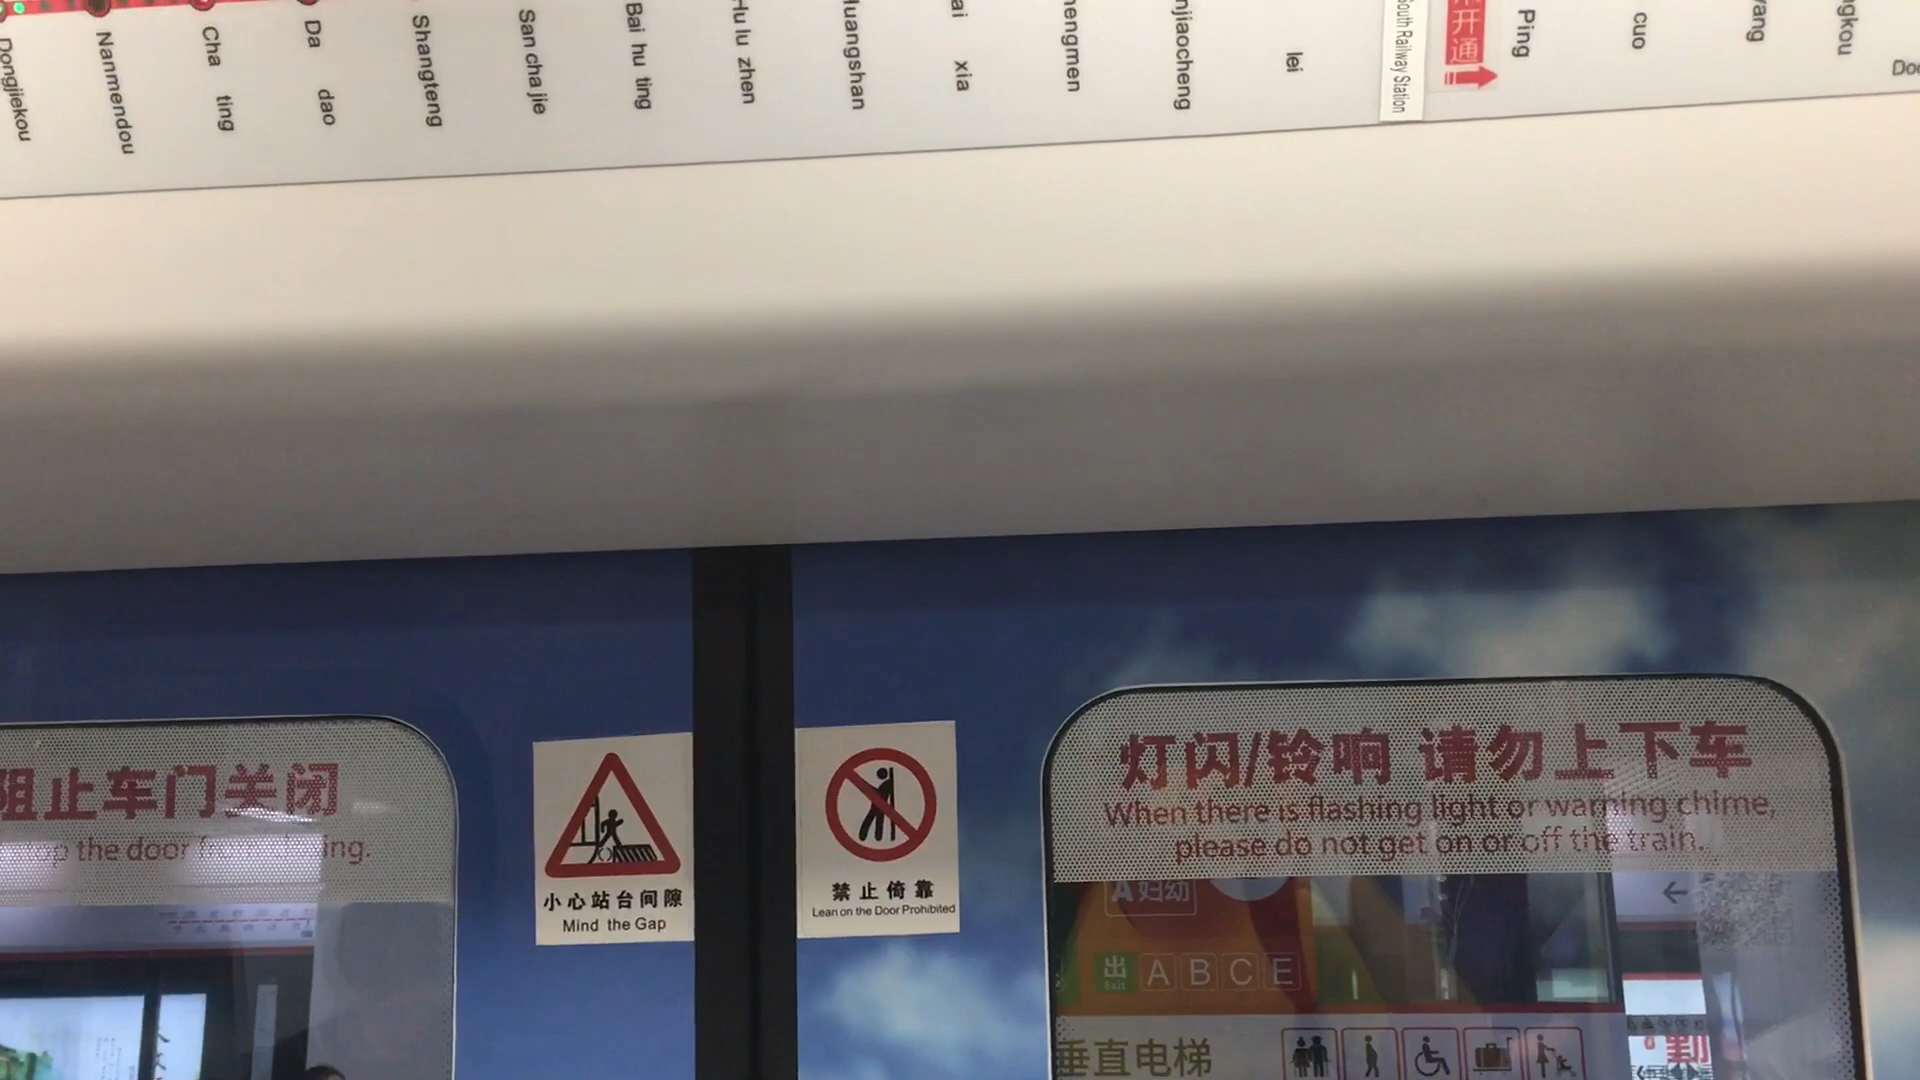 Dongjiekou
Nanmendou
Cha ting
Da dao
Shangteng
San cha jie
Bai hu ting
Hu lu zhen
Huangshan
xia
lei
South Railway Station
开通
Ping
cuo
阻止车门关闭
the door
小心站台间隙
Mind the Gap
禁止倚靠
Lean on the Door Prohibited
灯闪/铃响 请勿上下车
When there is flashing light or warning chime,
please do not get on or off the train.
A 妇幼
出 A B C E
Exit
垂直电梯